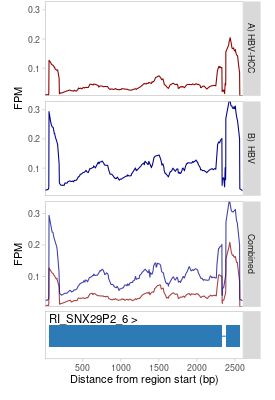 0.3
0.2
0.1
A) HBV-HCC
FPM
0.3
0.2
0.1
B) HBV
0.3
0.2
0.1
FPM
Combined
RI_SNX29P2_6 >
500 1000 1500 2000 2500
Distance from region start (bp)